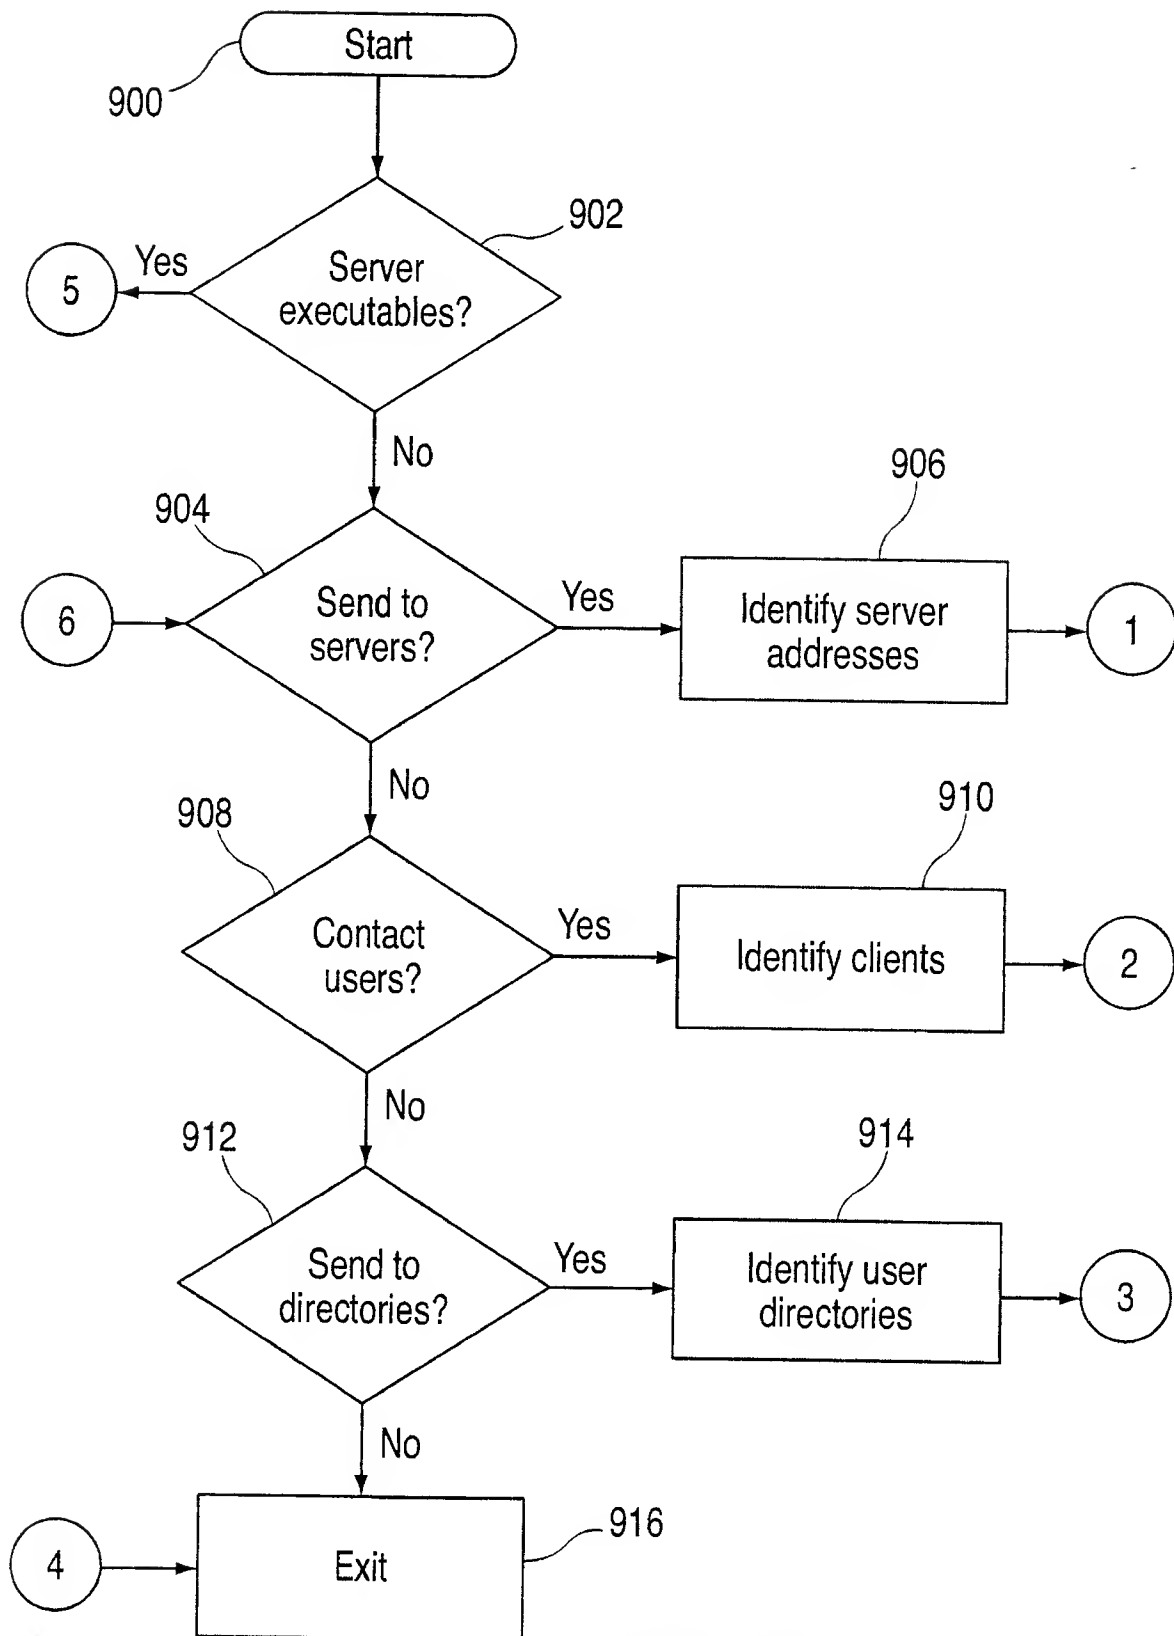 Start
900
902
Yes
5
Server
executables?
No
906
904
6
Send to
servers?
Yes
Identify server
addresses
1
No
910
908
Contact
users?
Yes
Identify clients
2
No
914
912
Send to
directories?
Yes
Identify user
directories
3
No
916
4
Exit